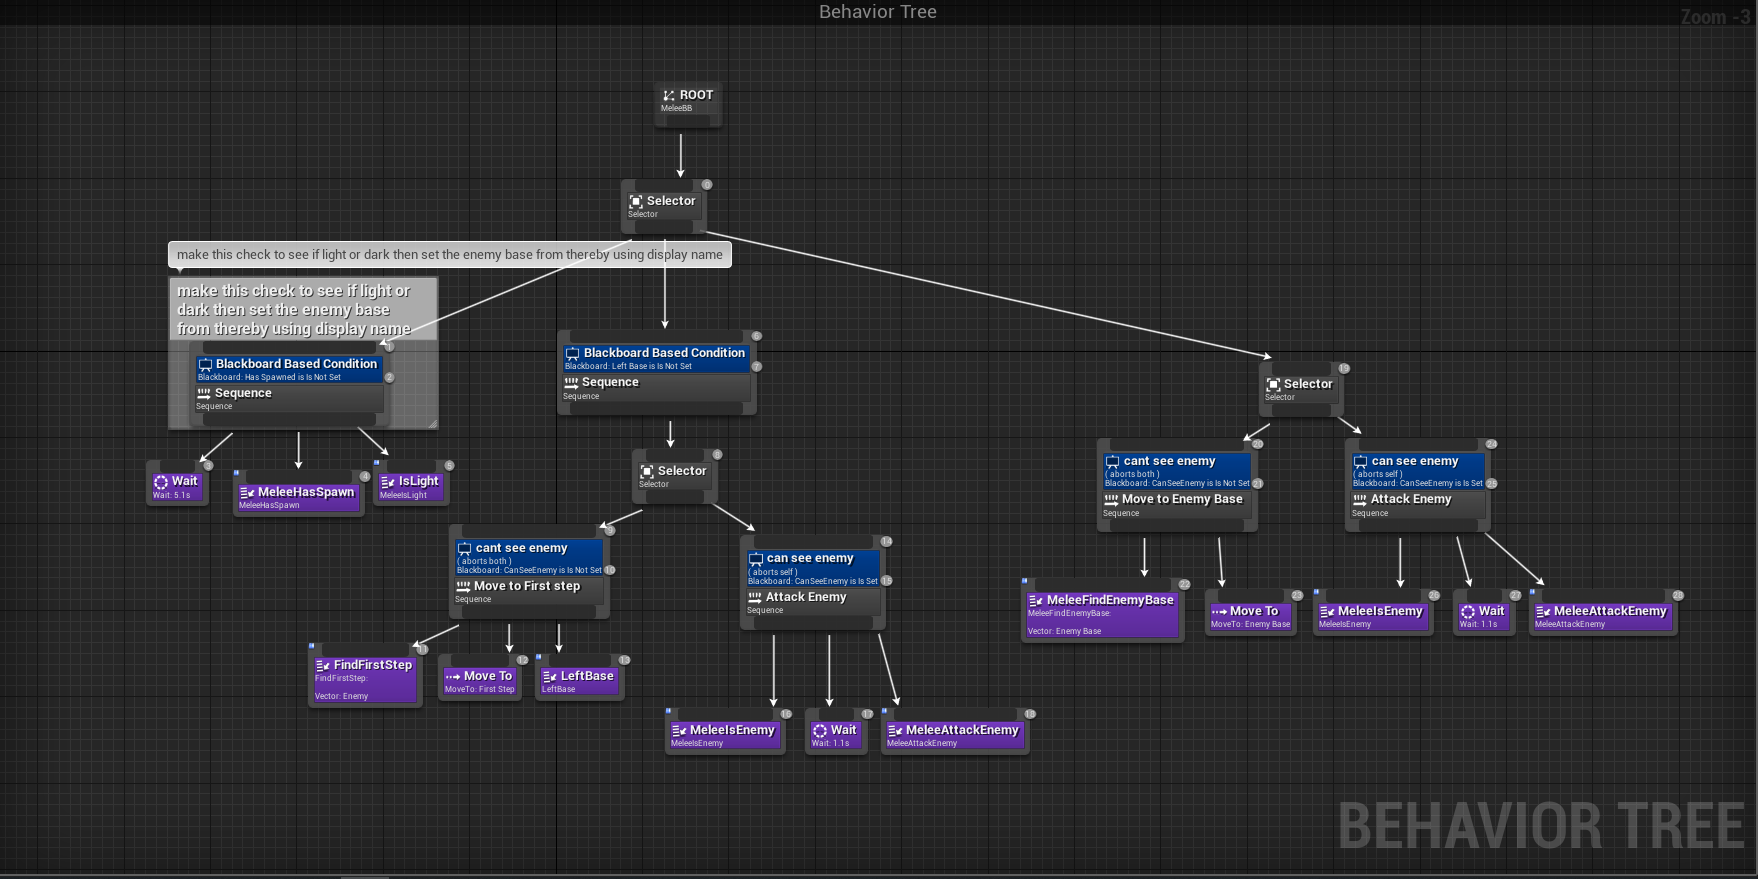 Behavior Tree
Zoom -3
ROOT
MeleeBB
0
Selector
Selector
make this check to see if light or dark then set the enemy base from thereby using display name
make this check to see if light or
dark then set the enemy base
from thereby using display name
1
Blackboard Based Condition
Blackboard: Has Spawned is Is Not Set
2
Sequence
Sequence
6
Blackboard Based Condition
Blackboard: Left Base is Is Not Set
7
Sequence
Sequence
19
Selector
Selector
3
Wait
Wait: 5.1s
4
MeleeHasSpawn
MeleeHasSpawn
5
IsLight
MeleeIsLight
8
Selector
Selector
20
cant see enemy
( aborts both )
Blackboard: CanSeeEnemy is Is Not Set
21
Move to Enemy Base
Sequence
24
can see enemy
( aborts self )
Blackboard: CanSeeEnemy is Is Set
25
Attack Enemy
Sequence
9
cant see enemy
( aborts both )
Blackboard: CanSeeEnemy is Is Not Set
10
Move to First step
Sequence
14
can see enemy
( aborts self )
Blackboard: CanSeeEnemy is Is Set
15
Attack Enemy
Sequence
22
MeleeFindEnemyBase
MeleeFindEnemyBase:
Vector: Enemy Base
23
Move To
MoveTo: Enemy Base
26
MeleeIsEnemy
MeleeIsEnemy
27
Wait
Wait: 1.1s
28
MeleeAttackEnemy
MeleeAttackEnemy
11
FindFirstStep
FindFirstStep:
Vector: Enemy
12
Move To
MoveTo: First Step
13
LeftBase
LeftBase
16
MeleeIsEnemy
MeleeIsEnemy
17
Wait
Wait: 1.1s
18
MeleeAttackEnemy
MeleeAttackEnemy
BEHAVIOR TREE